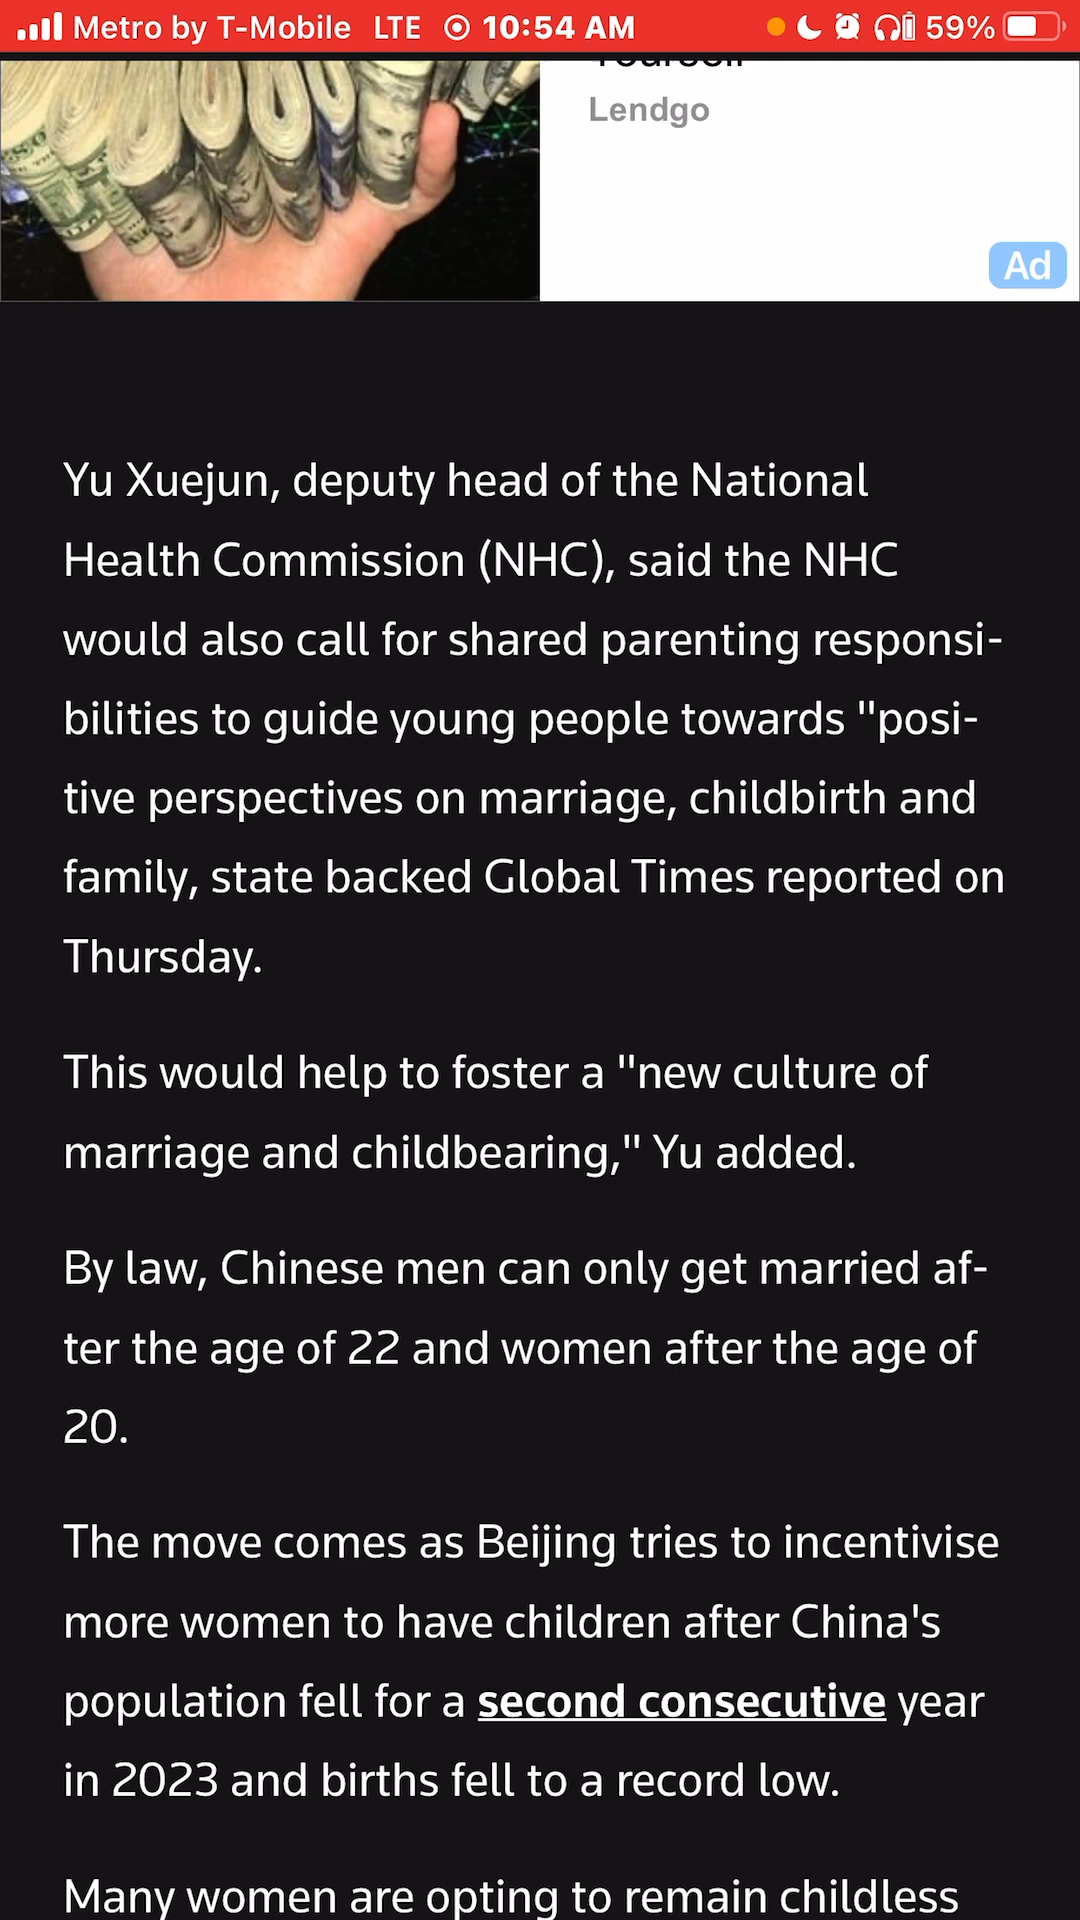 Metro by T-Mobile LTE 10:54 AM 59%
Yourself
Lendgo
Ad
Yu Xuejun, deputy head of the National
Health Commission (NHC), said the NHC
would also call for shared parenting responsi-
bilities to guide young people towards "posi-
tive perspectives on marriage, childbirth and
family, state backed Global Times reported on
Thursday.
This would help to foster a "new culture of
marriage and childbearing," Yu added.
By law, Chinese men can only get married af-
ter the age of 22 and women after the age of
20.
The move comes as Beijing tries to incentivise
more women to have children after China's
population fell for a second consecutive year
in 2023 and births fell to a record low.
Many women are opting to remain childless